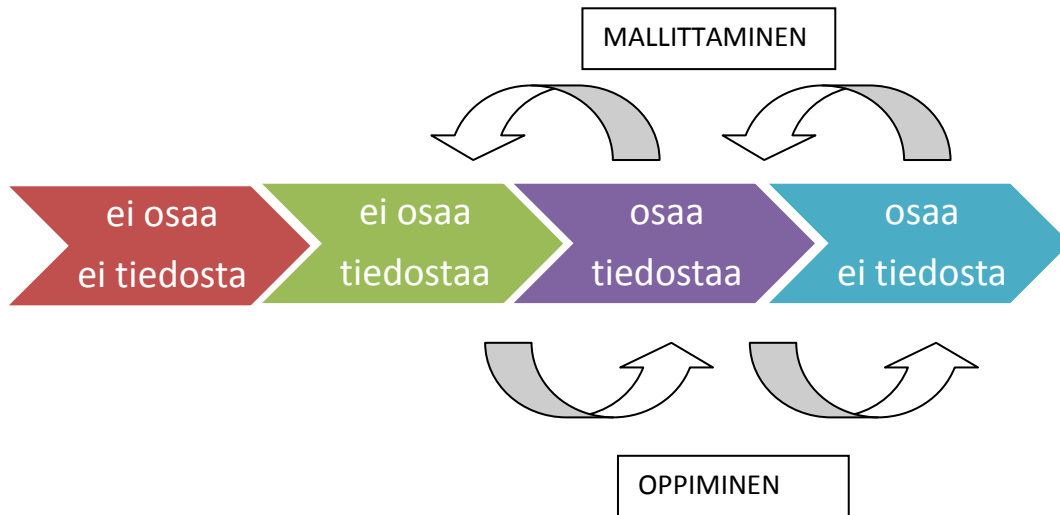 MALLITTAMINEN
ei osaa
ei tiedosta
ei osaa
tiedostaa
osaa
tiedostaa
osaa
ei tiedosta
OPPIMINEN